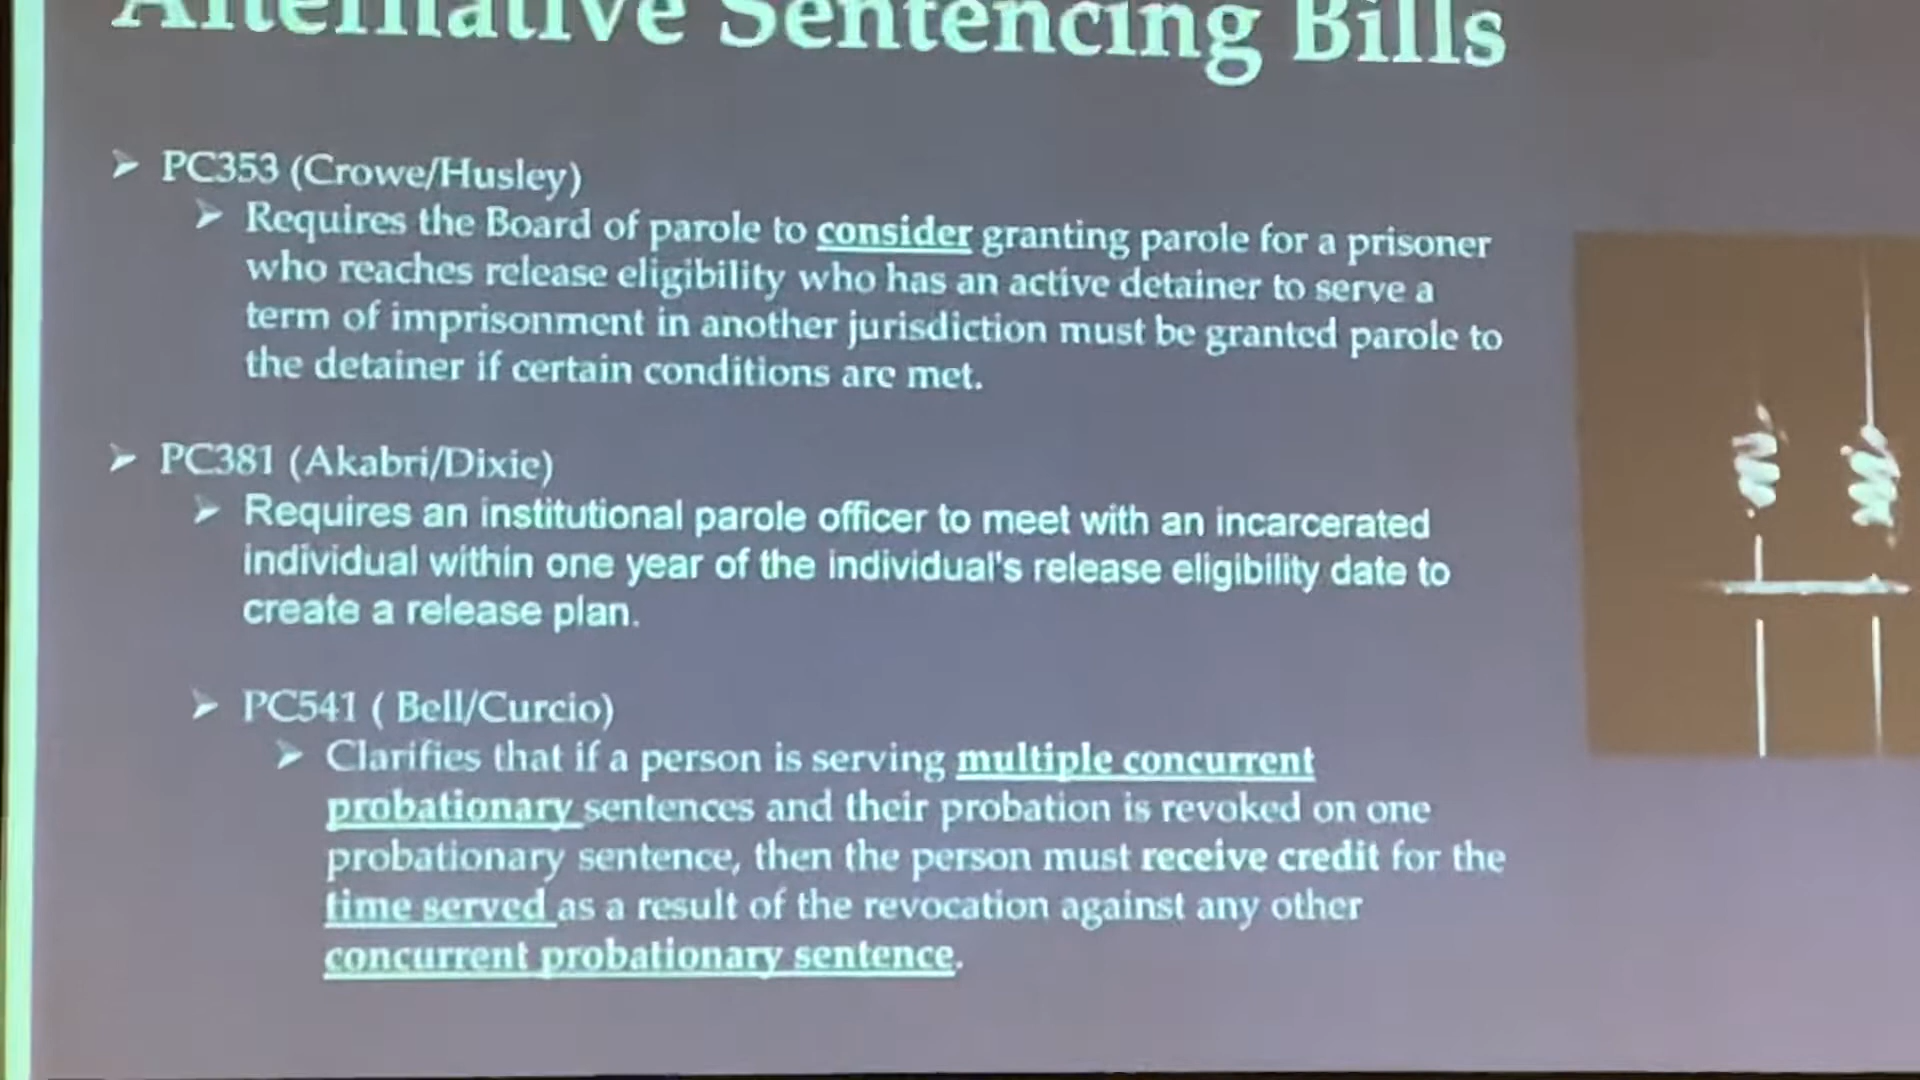 Alternative Sentencing Bills
➢ PC353 (Crowe/Husley)
➢ Requires the Board of parole to consider granting parole for a prisoner
who reaches release eligibility who has an active detainer to serve a
term of imprisonment in another jurisdiction must be granted parole to
the detainer if certain conditions are met.
➢ PC381 (Akabri/Dixie)
➢ Requires an institutional parole officer to meet with an incarcerated
individual within one year of the individual's release eligibility date to
create a release plan.
➢ PC541 ( Bell/Curcio)
➢ Clarifies that if a person is serving multiple concurrent
probationary sentences and their probation is revoked on one
probationary sentence, then the person must receive credit for the
time served as a result of the revocation against any other
concurrent probationary sentence.